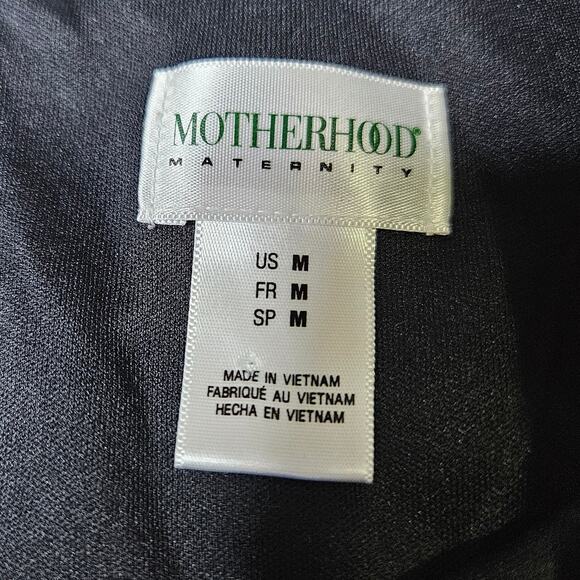 MOTHERHOOD®
MATERNITY
US M
FR M
SP M
MADE IN VIETNAM
FABRIQUÉ AU VIETNAM
HECHA EN VIETNAM